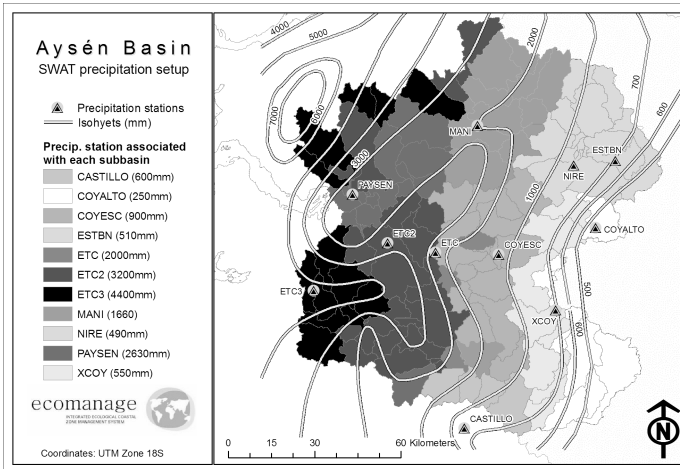 Aysén Basin
SWAT precipitation setup
Precipitation stations
Isohyets (mm)
Precip. station associated
with each subbasin
CASTILLO (600mm)
COYALTO (250mm)
COYESC (900mm)
ESTBN (510mm)
ETC (2000mm)
ETC2 (3200mm)
ETC3 (4400mm)
MANI (1660)
NIRE (490mm)
PAYSEN (2630mm)
XCOY (550mm)
ecomanage
INTEGRATED ECOLOGICAL COASTAL
ZONE MANAGEMENT SYSTEM
Coordinates: UTM Zone 18S
4000
5000
2000
700
600
7000
6000
3000
MANI
ESTBN
NIRE
PAYSEN
1000
COYALTO
ETC2
ETC
COYESC
ETC3
500
XCOY
600
CASTILLO
0 15 30 60 Kilometers
N